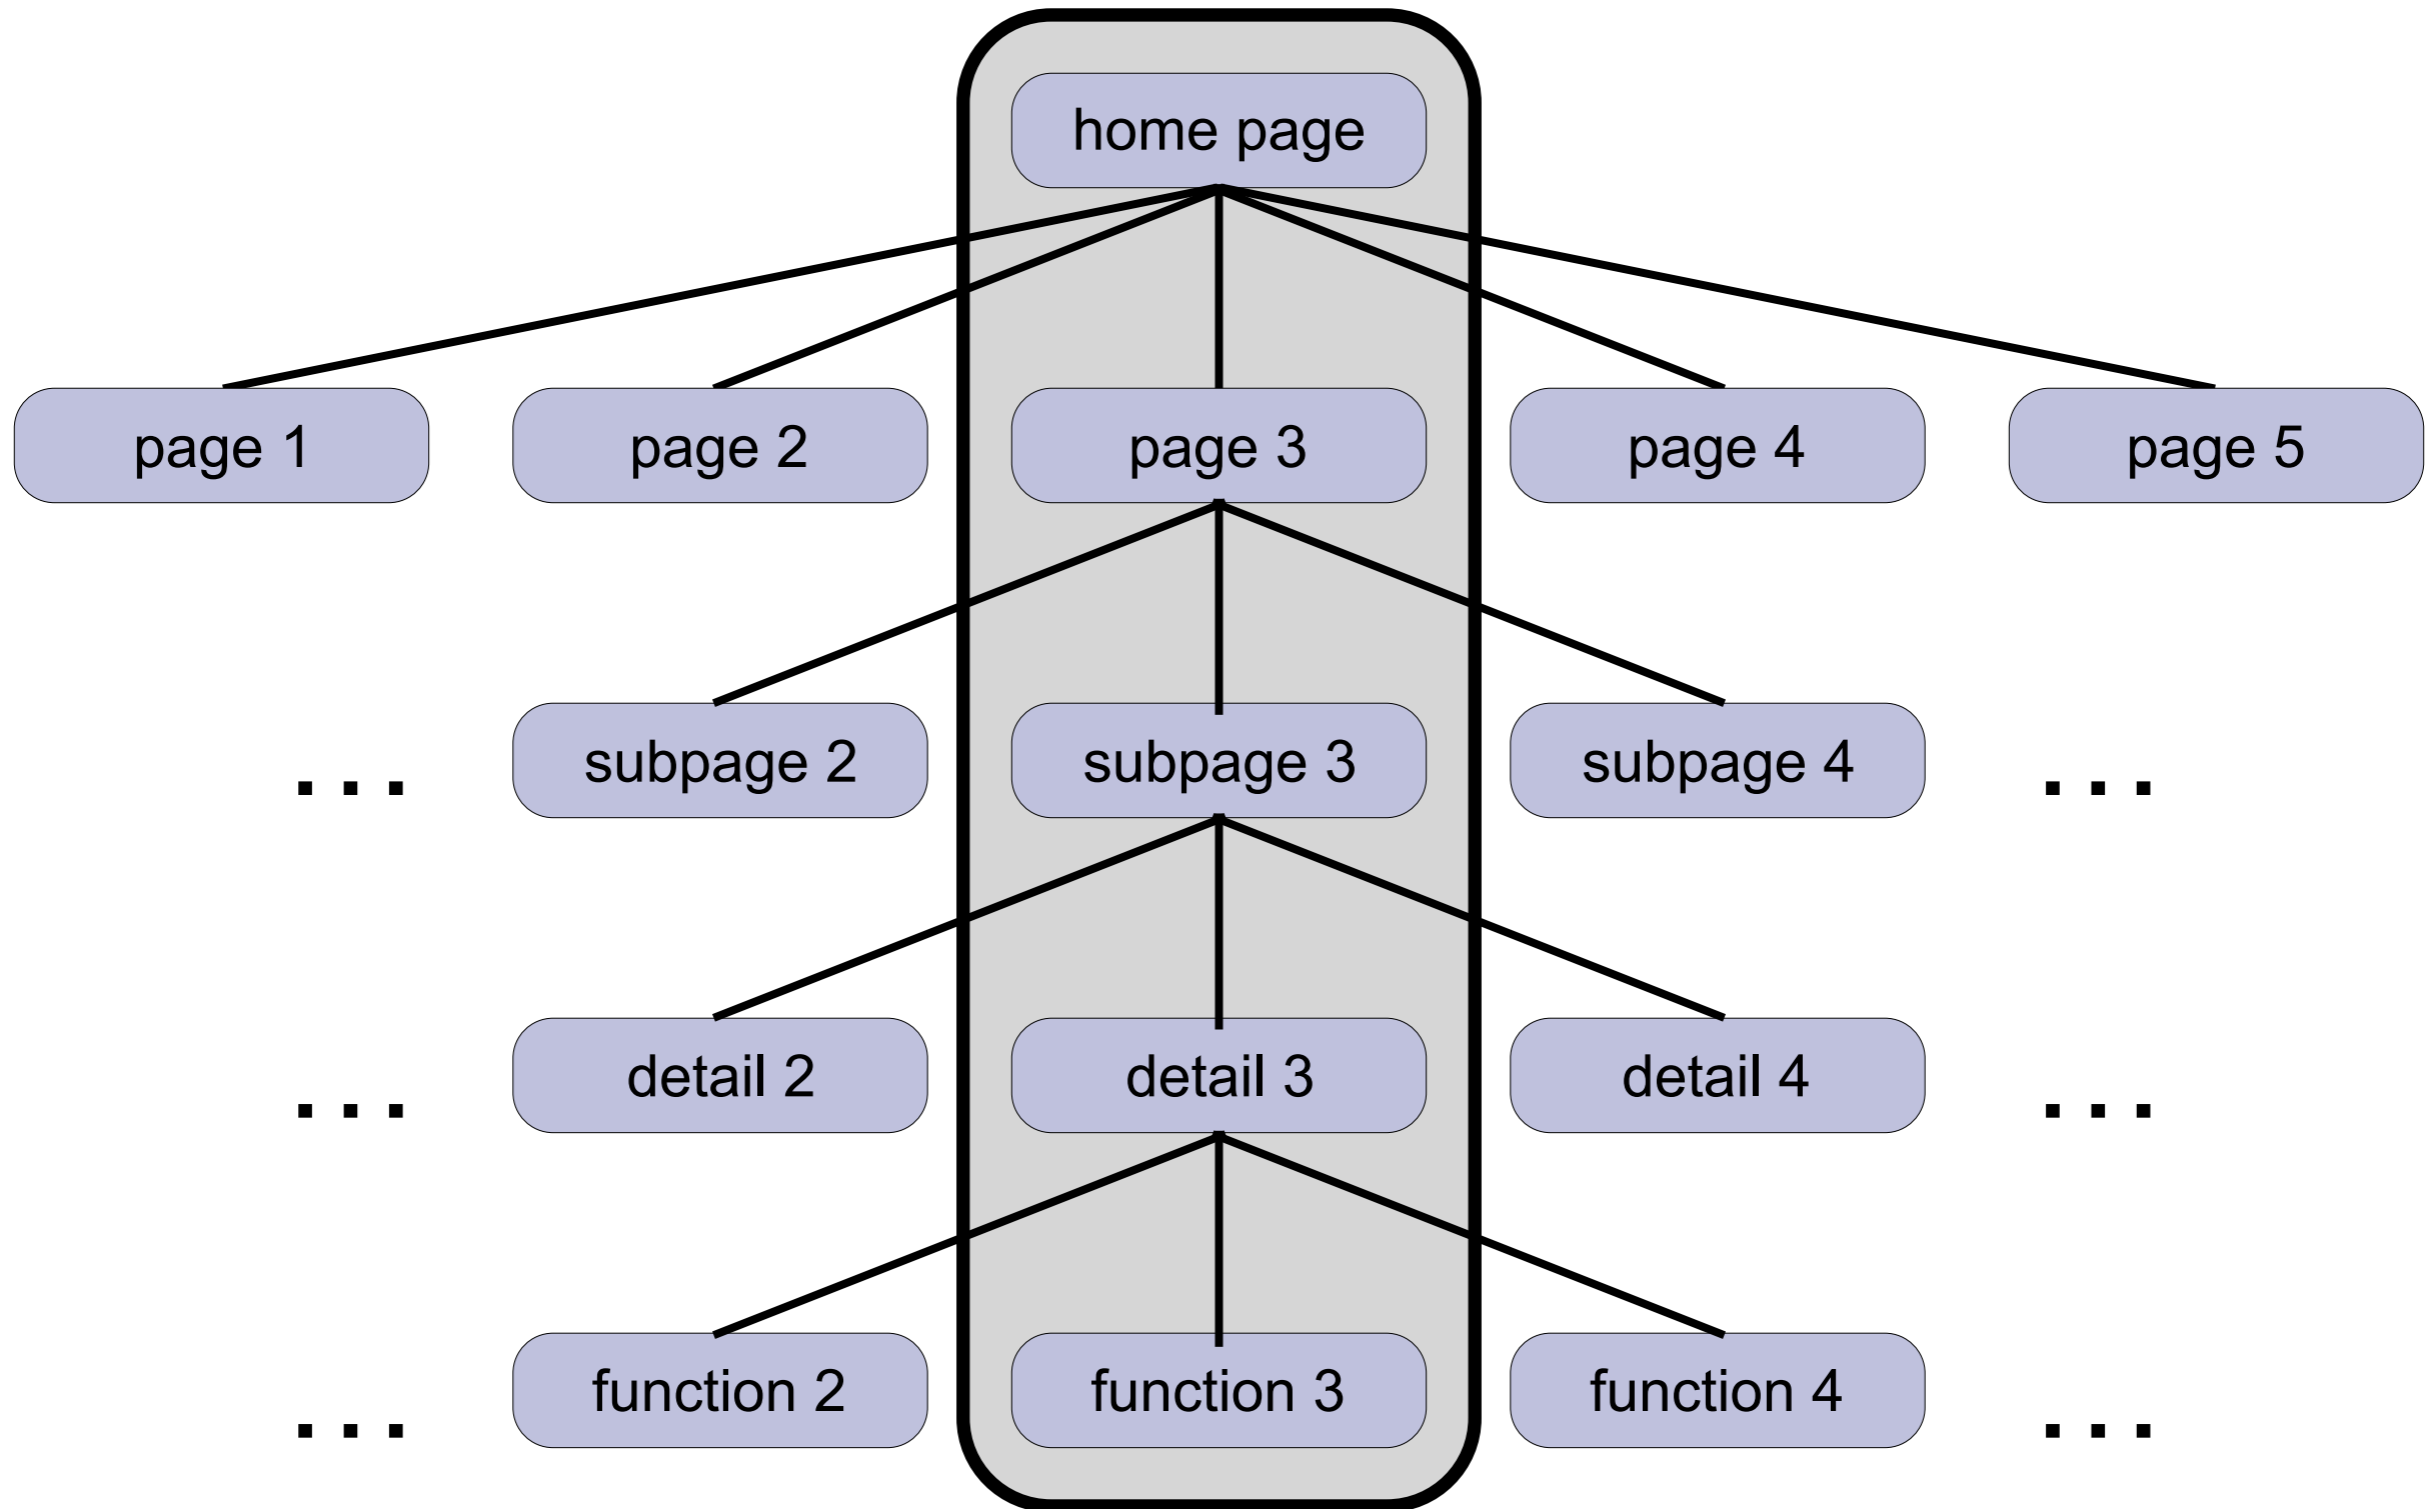 home page
page 1
page 2
page 3
page 4
page 5
...
subpage 2
subpage 3
subpage 4
...
...
detail 2
detail 3
detail 4
...
...
function 2
function 3
function 4
...